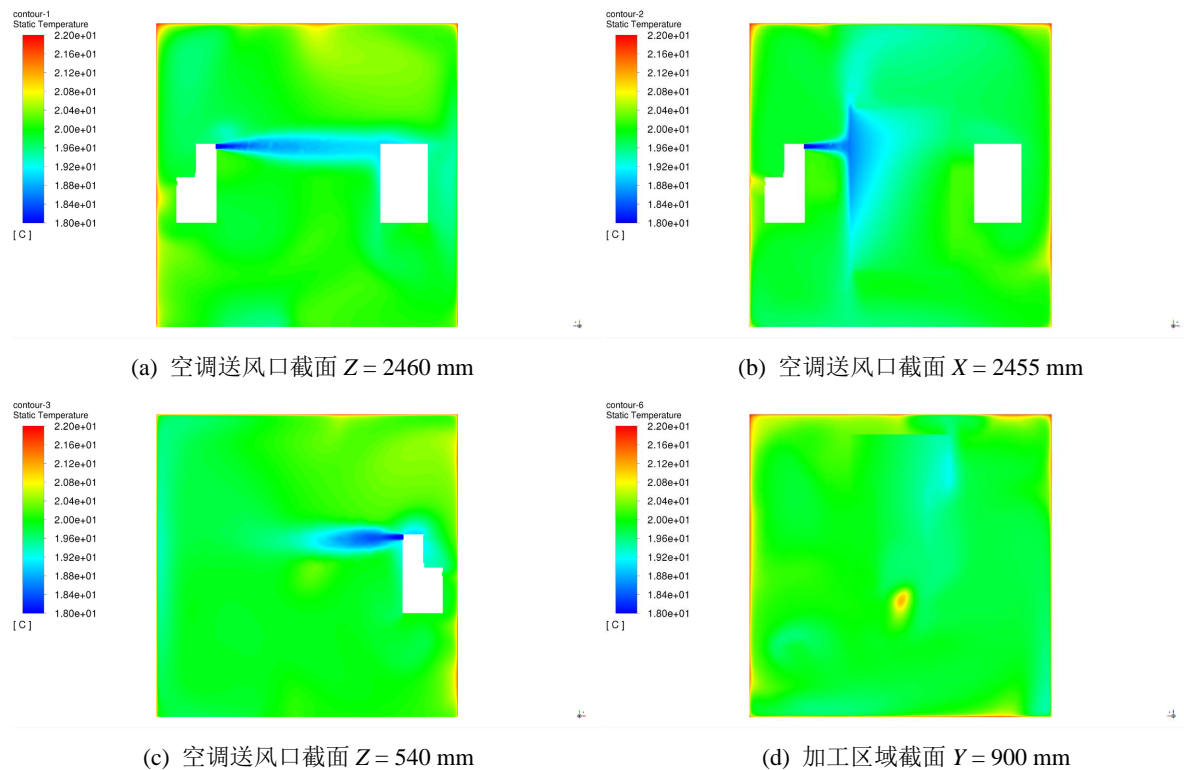 contour-1
Static Temperature
2.20e+01
2.16e+01
2.12e+01
2.08e+01
2.04e+01
2.00e+01
1.96e+01
1.92e+01
1.88e+01
1.84e+01
1.80e+01
[ C ]
(a) 空调送风口截面 Z = 2460 mm
contour-2
Static Temperature
2.20e+01
2.16e+01
2.12e+01
2.08e+01
2.04e+01
2.00e+01
1.96e+01
1.92e+01
1.88e+01
1.84e+01
1.80e+01
[ C ]
(b) 空调送风口截面 X = 2455 mm
contour-3
Static Temperature
2.20e+01
2.16e+01
2.12e+01
2.08e+01
2.04e+01
2.00e+01
1.96e+01
1.92e+01
1.88e+01
1.84e+01
1.80e+01
[ C ]
(c) 空调送风口截面 Z = 540 mm
contour-6
Static Temperature
2.20e+01
2.16e+01
2.12e+01
2.08e+01
2.04e+01
2.00e+01
1.96e+01
1.92e+01
1.88e+01
1.84e+01
1.80e+01
[ C ]
(d) 加工区域截面 Y = 900 mm